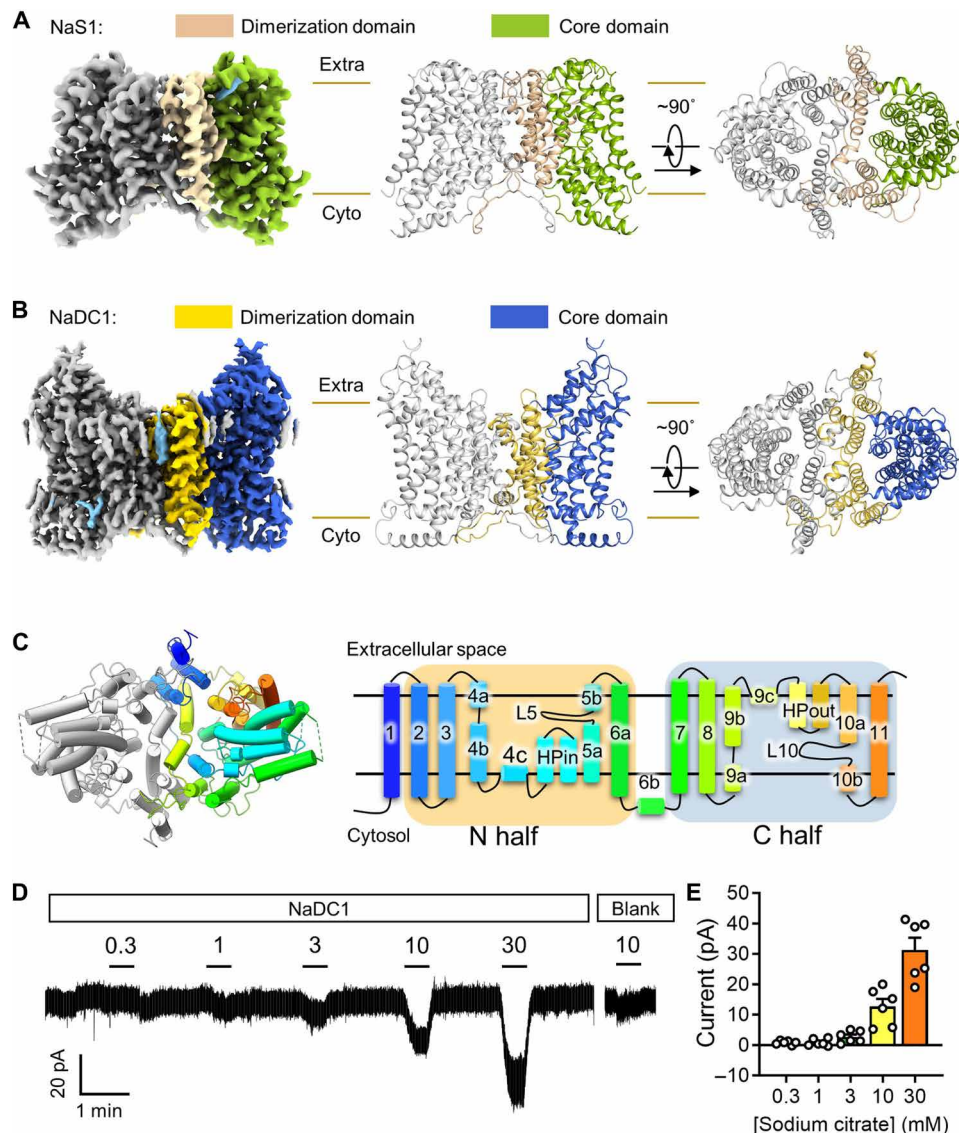 A
NaS1:
Dimerization domain
Core domain
Extra
Cyto
~90°
B
NaDC1:
Dimerization domain
Core domain
Extra
Cyto
~90°
C
Extracellular space
1 2 3 4a 4b 4c HPin L5 5b 5a 6a 6b 7 8 9b 9a 9c HPout 10a L10 10b 11
Cytosol
N half
C half
D
NaDC1
Blank
0.3 1 3 10 30 10
20 pA
1 min
E
Current (pA)
50
40
30
20
10
0
–10
0.3 1 3 10 30
[Sodium citrate] (mM)